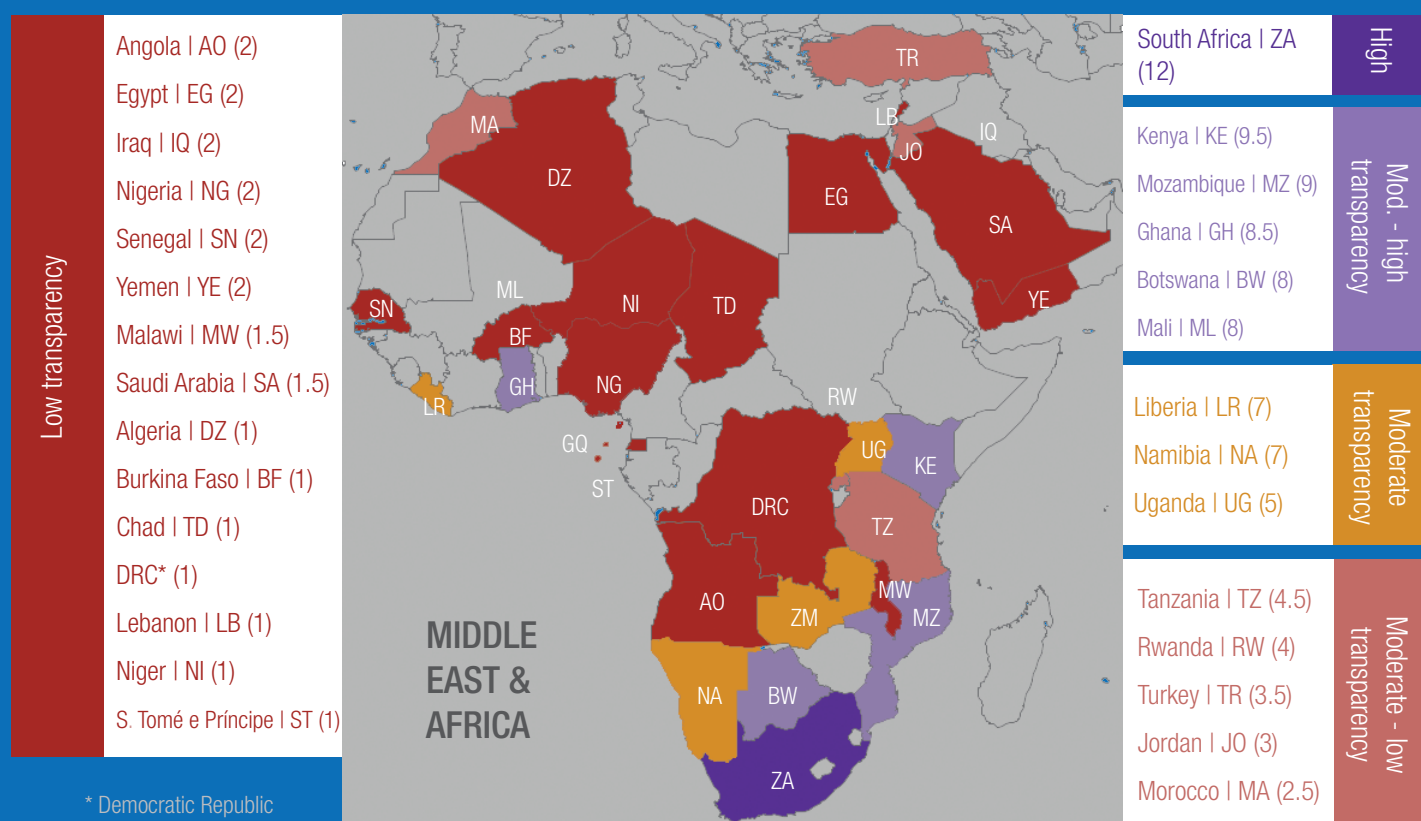 Low transparency
Angola | AO (2)
Egypt | EG (2)
Iraq | IQ (2)
Nigeria | NG (2)
Senegal | SN (2)
Yemen | YE (2)
Malawi | MW (1.5)
Saudi Arabia | SA (1.5)
Algeria | DZ (1)
Burkina Faso | BF (1)
Chad | TD (1)
DRC* (1)
Lebanon | LB (1)
Niger | NI (1)
S. Tomé e Príncipe | ST (1)
* Democratic Republic
TR
MA
LB
IQ
JO
DZ
EG
SA
ML
SN
NI
TD
YE
BF
GH
NG
LR
RW
GQ
UG
KE
ST
DRC
TZ
AO
MW
ZM
MZ
NA
BW
ZA
MIDDLE
EAST &
AFRICA
South Africa | ZA
(12)
High
Kenya | KE (9.5)
Mozambique | MZ (9)
Ghana | GH (8.5)
Botswana | BW (8)
Mali | ML (8)
Mod. - high
transparency
Liberia | LR (7)
Namibia | NA (7)
Uganda | UG (5)
Moderate
transparency
Tanzania | TZ (4.5)
Rwanda | RW (4)
Turkey | TR (3.5)
Jordan | JO (3)
Morocco | MA (2.5)
Moderate - low
transparency